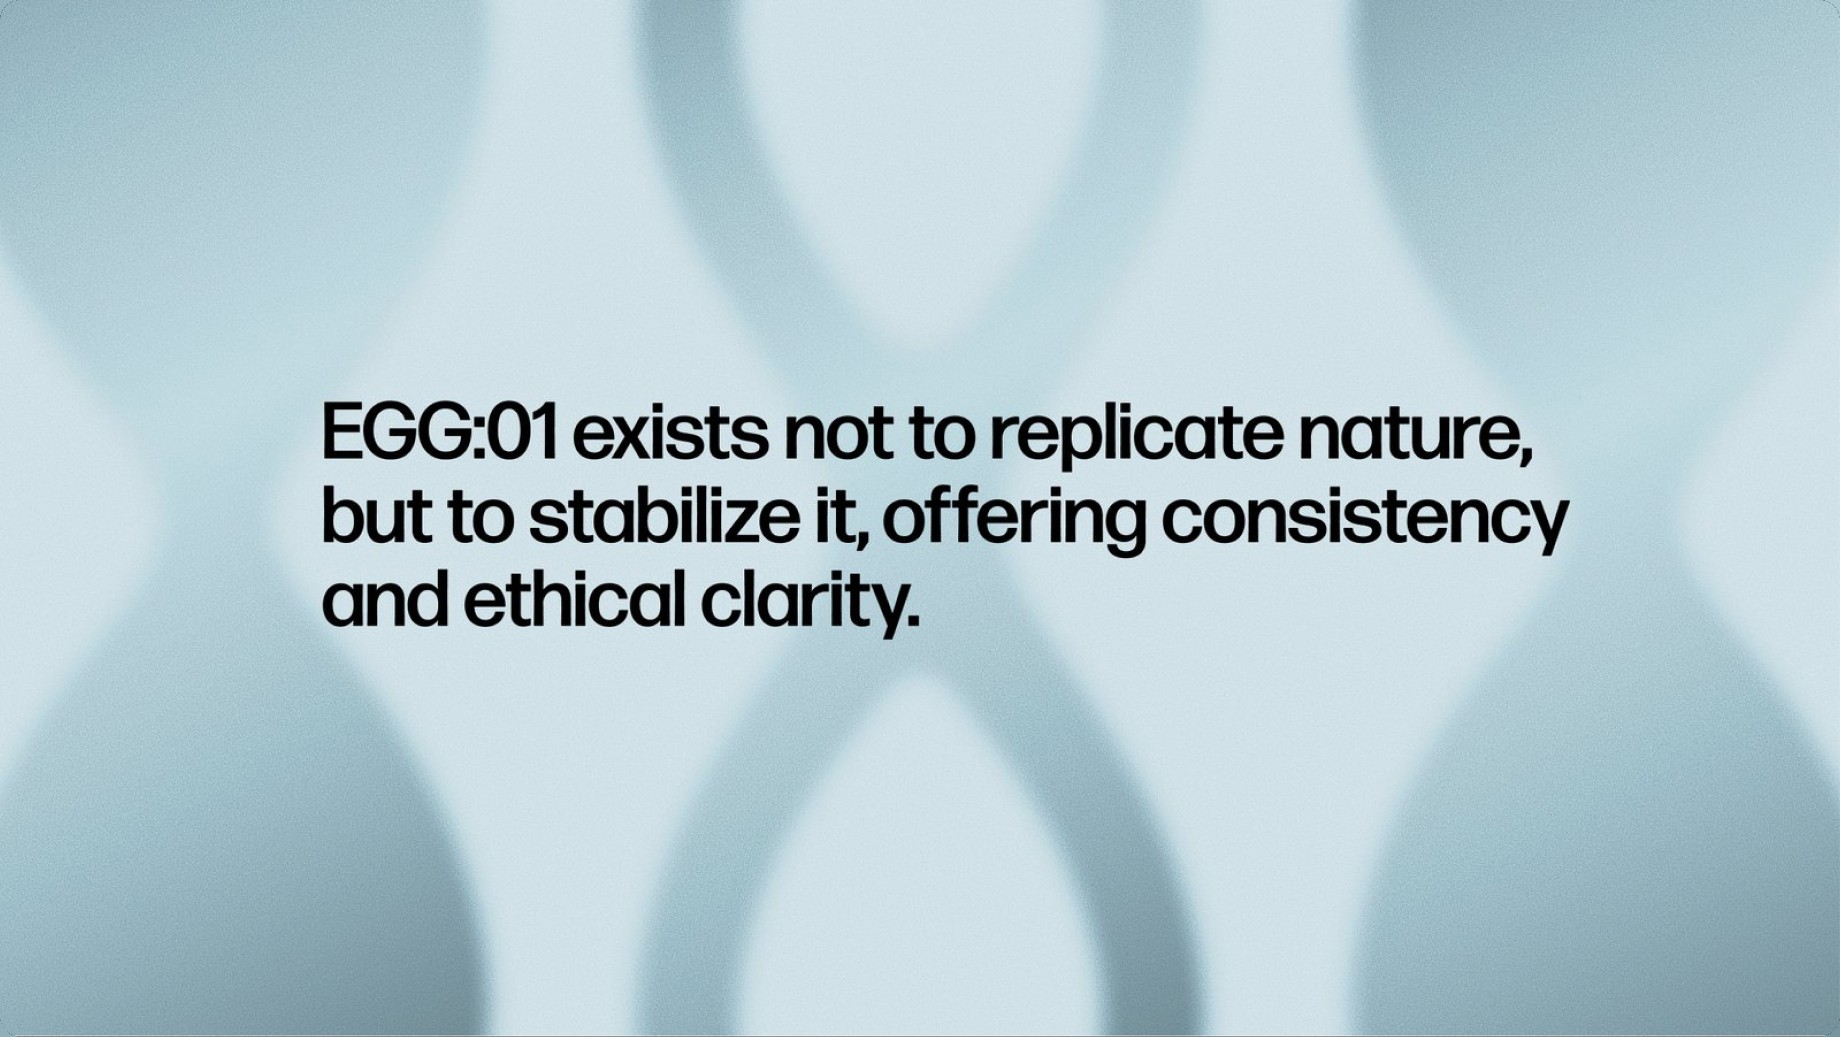 EGG:01 exists not to replicate nature,
but to stabilize it, offering consistency
and ethical clarity.